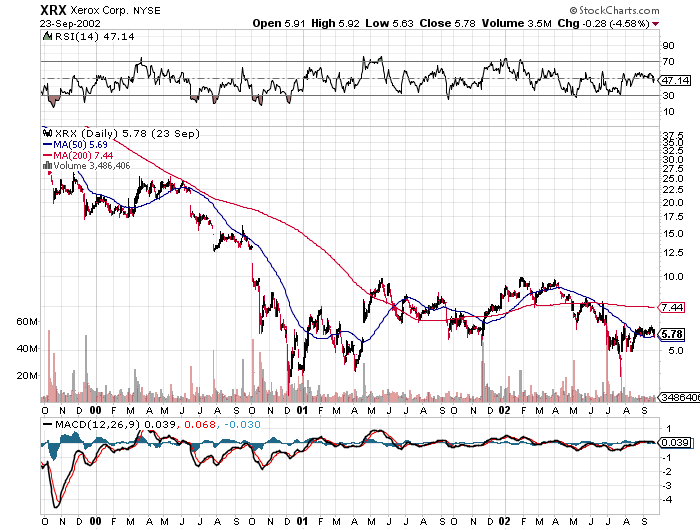 XRX Xerox Corp. NYSE
© StockCharts.com
23-Sep-2002
Open 5.91 High 5.92 Low 5.63 Close 5.78 Volume 3.5M Chg -0.28 (-4.58%)
RSI(14) 47.14
90
70
47.14
30
10
XRX (Daily) 5.78 (23 Sep)
MA(50) 5.69
MA(200) 7.44
Volume 3,486,406
37.5
35.0
32.5
30.0
27.5
25.0
22.5
20.0
17.5
15.0
12.5
10.0
7.44
5.78
5.0
60M
40M
20M
3486406
O N D 00 F M A M J J A S O N D 01 F M A M J J A S O N D 02 F M A M J J A S
MACD(12,26,9) 0.039, 0.068, -0.030
1
0.039
-1
-2
-3
-4
O N D 00 F M A M J J A S O N D 01 F M A M J J A S O N D 02 F M A M J J A S